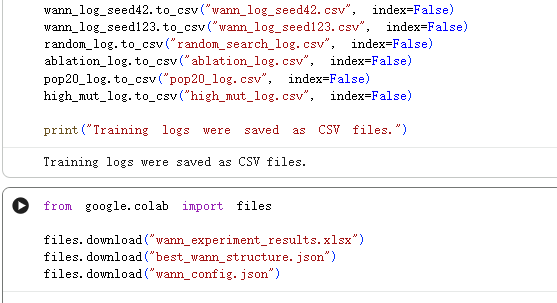 wann_log_seed42.to_csv("wann_log_seed42.csv", index=False)
wann_log_seed123.to_csv("wann_log_seed123.csv", index=False)
random_log.to_csv("random_search_log.csv", index=False)
ablation_log.to_csv("ablation_log.csv", index=False)
pop20_log.to_csv("pop20_log.csv", index=False)
high_mut_log.to_csv("high_mut_log.csv", index=False)
print("Training logs were saved as CSV files.")
Training logs were saved as CSV files.
from google.colab import files
files.download("wann_experiment_results.xlsx")
files.download("best_wann_structure.json")
files.download("wann_config.json")